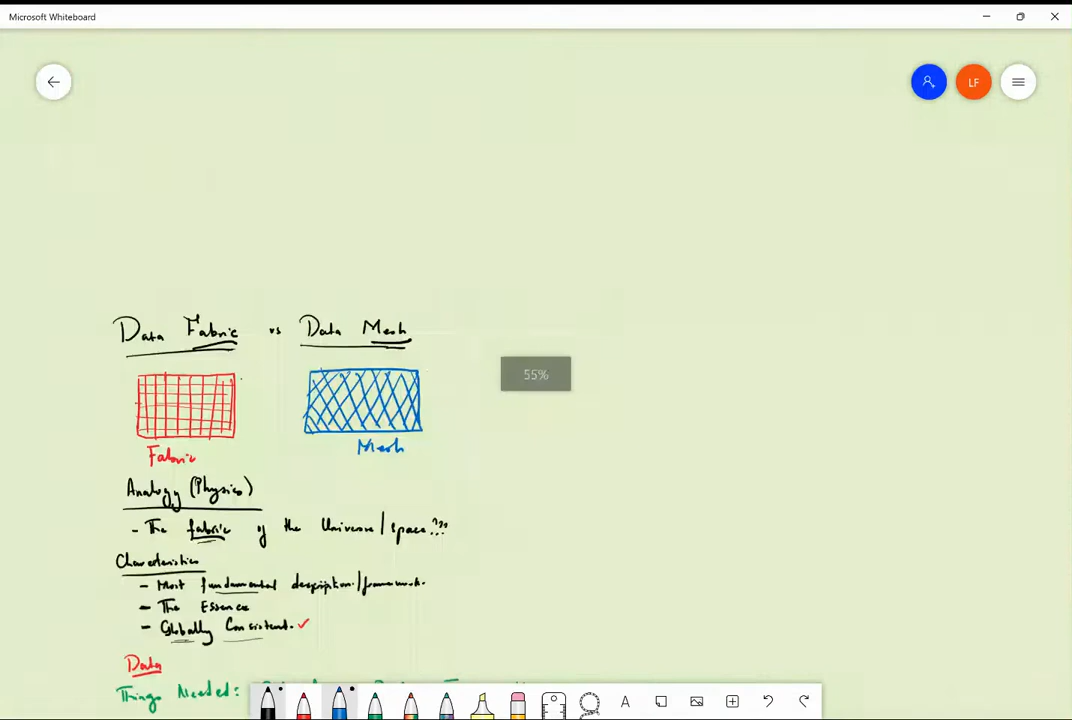 Microsoft Whiteboard
LF
Data Fabric vs Data Mesh
55%
Fabric
Mesh
Analogy (Physics)
- The fabric of the Universe/space???
Characteristics
- Most fundamental description/framework.
- The Essence
- Globally Consistent. ✓
Data
Things Needed:
A